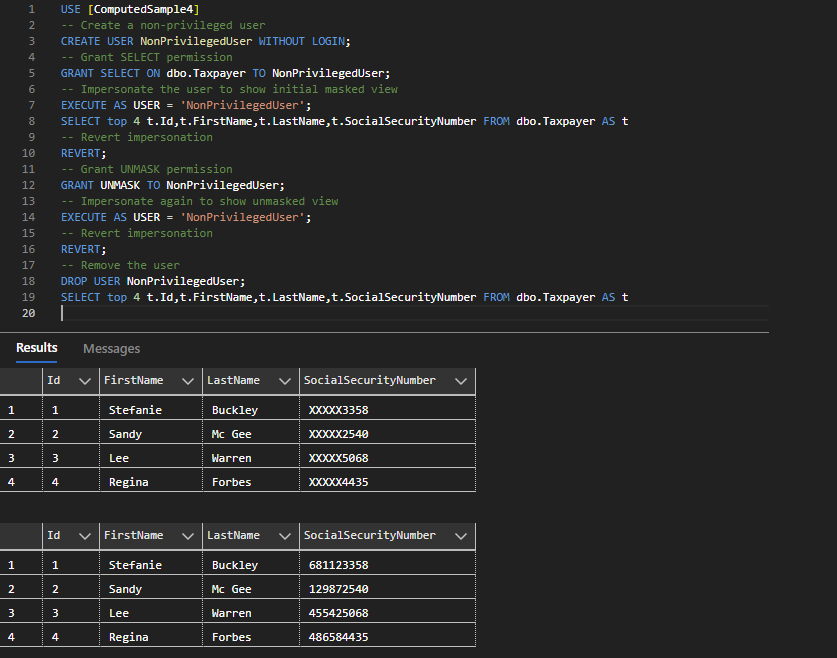 1 USE [ComputedSample4]
2 -- Create a non-privileged user
3 CREATE USER NonPrivilegedUser WITHOUT LOGIN;
4 -- Grant SELECT permission
5 GRANT SELECT ON dbo.Taxpayer TO NonPrivilegedUser;
6 -- Impersonate the user to show initial masked view
7 EXECUTE AS USER = 'NonPrivilegedUser';
8 SELECT top 4 t.Id,t.FirstName,t.LastName,t.SocialSecurityNumber FROM dbo.Taxpayer AS t
9 -- Revert impersonation
10 REVERT;
11 -- Grant UNMASK permission
12 GRANT UNMASK TO NonPrivilegedUser;
13 -- Impersonate again to show unmasked view
14 EXECUTE AS USER = 'NonPrivilegedUser';
15 -- Revert impersonation
16 REVERT;
17 -- Remove the user
18 DROP USER NonPrivilegedUser;
19 SELECT top 4 t.Id,t.FirstName,t.LastName,t.SocialSecurityNumber FROM dbo.Taxpayer AS t
20
Results Messages
Id FirstName LastName SocialSecurityNumber
1 1 Stefanie Buckley XXXXX3358
2 2 Sandy Mc Gee XXXXX2540
3 3 Lee Warren XXXXX5068
4 4 Regina Forbes XXXXX4435
Id FirstName LastName SocialSecurityNumber
1 1 Stefanie Buckley 681123358
2 2 Sandy Mc Gee 129872540
3 3 Lee Warren 455425068
4 4 Regina Forbes 486584435